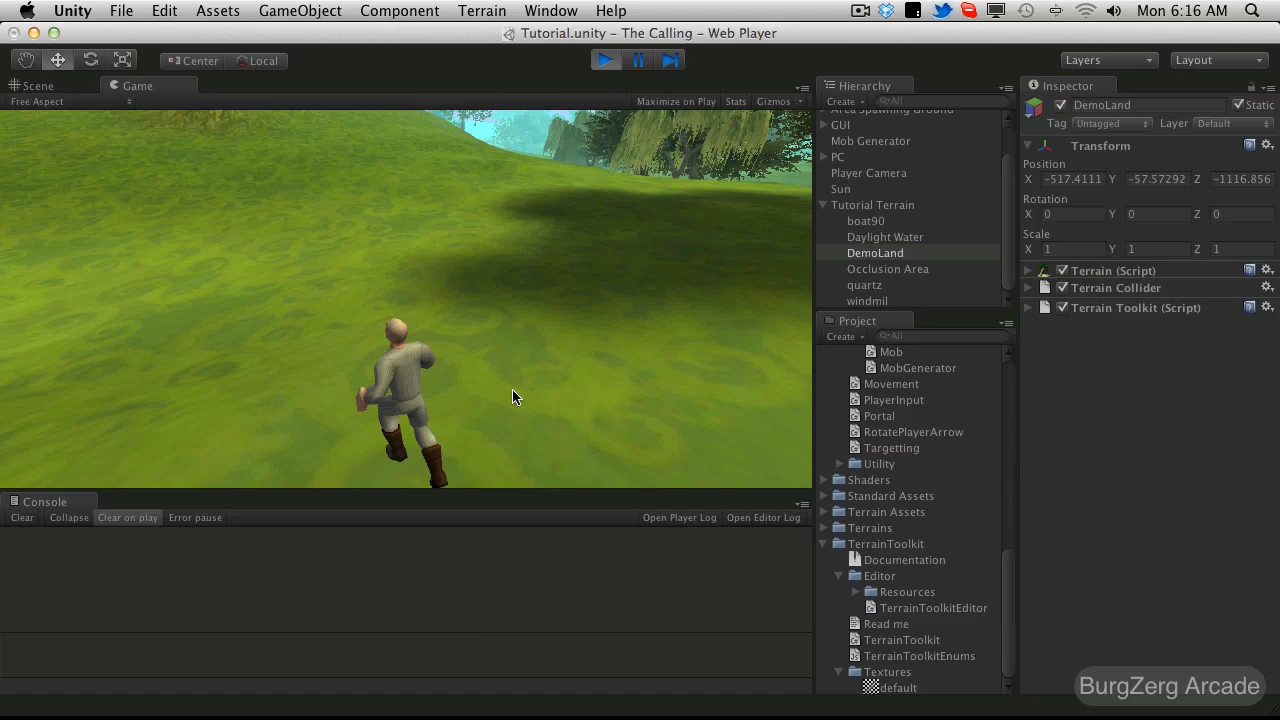 Unity File Edit Assets GameObject Component Terrain Window Help Mon 6:16 AM
Tutorial.unity – The Calling – Web Player
Center Local Layers Layout
Scene Game
Free Aspect Maximize on Play Stats Gizmos
Hierarchy
Create All
Area Spawning Ground
GUI
Mob Generator
PC
Player Camera
Sun
Tutorial Terrain
boat90
Daylight Water
DemoLand
Occlusion Area
quartz
windmil
Project
Create All
Mob
MobGenerator
Movement
PlayerInput
Portal
RotatePlayerArrow
Targetting
Utility
Shaders
Standard Assets
Terrain Assets
Terrains
TerrainToolkit
Documentation
Editor
Resources
TerrainToolkitEditor
Read me
TerrainToolkit
TerrainToolkitEnums
Textures
default
Inspector
DemoLand Static
Tag Untagged Layer Default
Transform
Position
X -517.4111 Y -57.57292 Z -1116.856
Rotation
X 0 Y 0 Z 0
Scale
X 1 Y 1 Z 1
Terrain (Script)
Terrain Collider
Terrain Toolkit (Script)
Console
Clear Collapse Clear on play Error pause Open Player Log Open Editor Log
BurgZerg Arcade